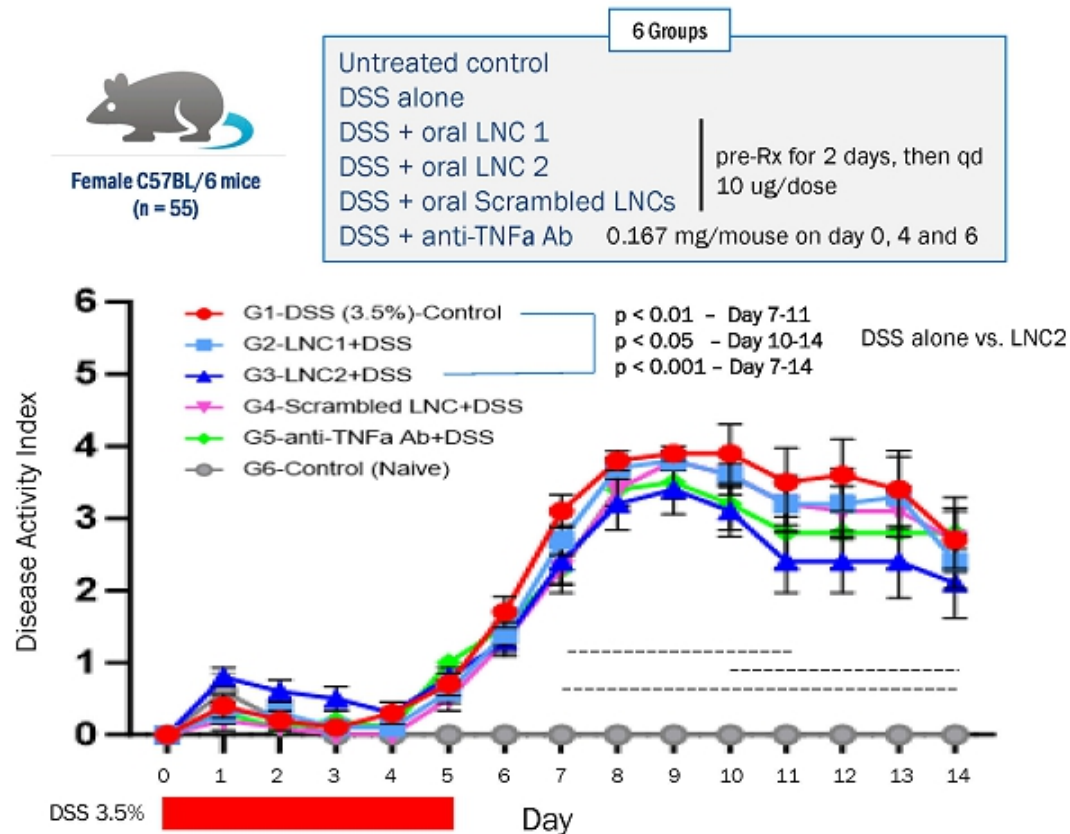 6 Groups
Untreated control
DSS alone
DSS + oral LNC 1
DSS + oral LNC 2
DSS + oral Scrambled LNCs
pre-Rx for 2 days, then qd
10 ug/dose
DSS + anti-TNFa Ab 0.167 mg/mouse on day 0, 4 and 6
Female C57BL/6 mice
(n = 55)
G1-DSS (3.5%)-Control
G2-LNC1+DSS
G3-LNC2+DSS
G4-Scrambled LNC+DSS
G5-anti-TNFa Ab+DSS
G6-Control (Naive)
p < 0.01 – Day 7-11
p < 0.05 – Day 10-14
p < 0.001 – Day 7-14
DSS alone vs. LNC2
Disease Activity Index
6
5
4
3
2
1
0
0 1 2 3 4 5 6 7 8 9 10 11 12 13 14
DSS 3.5%
Day